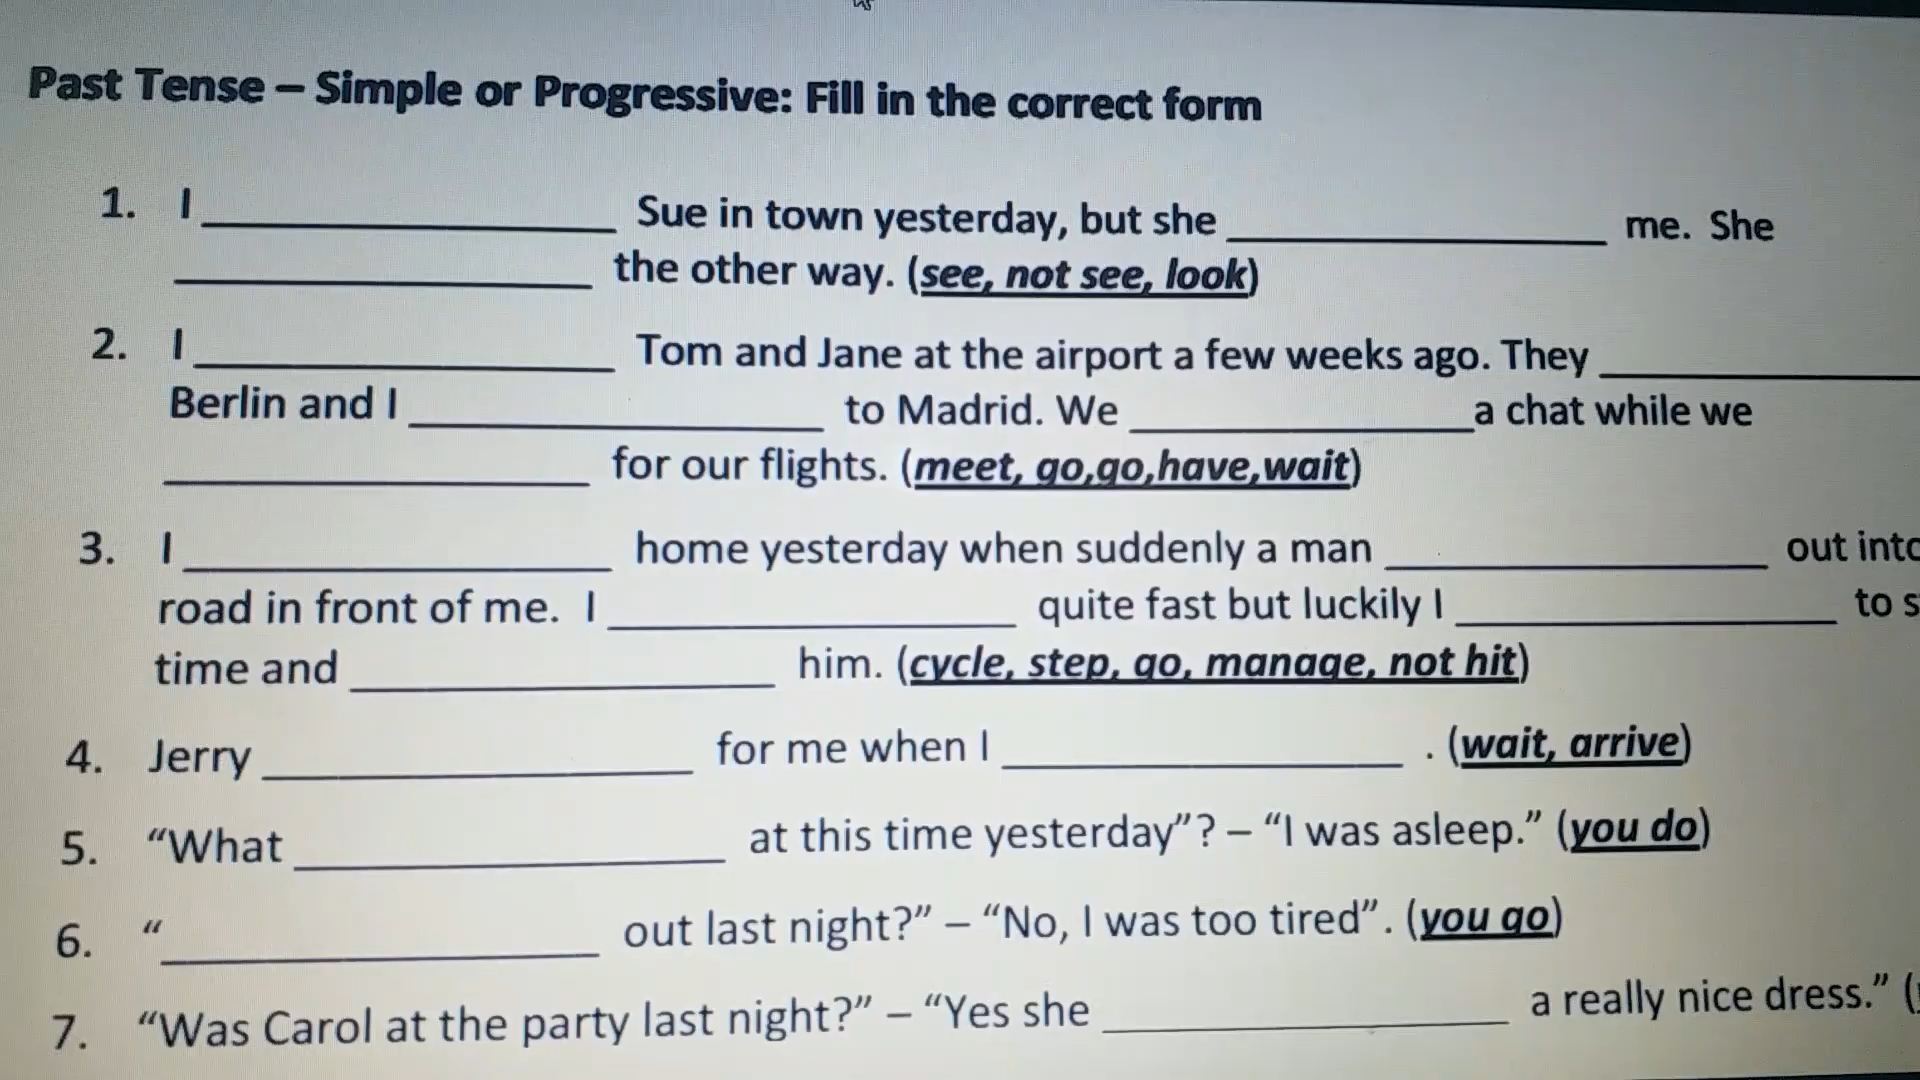 Past Tense – Simple or Progressive: Fill in the correct form
1. I ________________ Sue in town yesterday, but she ________________ me. She
________________ the other way. (see, not see, look)
2. I ________________ Tom and Jane at the airport a few weeks ago. They ________________
Berlin and I ________________ to Madrid. We ________________a chat while we
________________ for our flights. (meet, go,go,have,wait)
3. I ________________ home yesterday when suddenly a man ________________ out
road in front of me. I ________________ quite fast but luckily I ________________ to
time and ________________ him. (cycle, step, go, manage, not hit)
4. Jerry ________________ for me when I ________________ . (wait, arrive)
5. “What ________________ at this time yesterday”? – “I was asleep.” (you do)
6. “________________ out last night?” – “No, I was too tired”. (you go)
7. “Was Carol at the party last night?” – “Yes she ________________ a really nice dress.” (